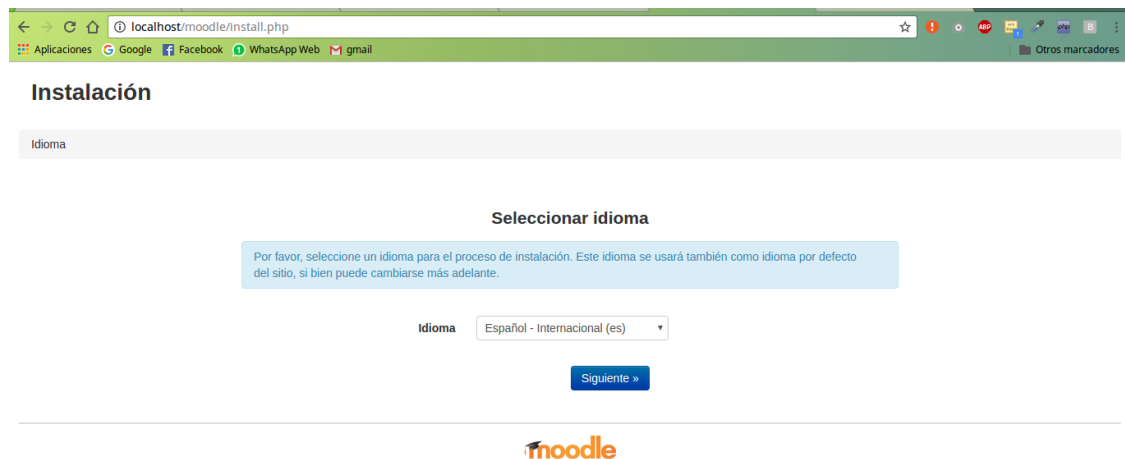 localhost/moodle/install.php
Aplicaciones Google Facebook WhatsApp Web gmail Otros marcadores
Instalación
Idioma
Seleccionar idioma
Por favor, seleccione un idioma para el proceso de instalación. Este idioma se usará también como idioma por defecto
del sitio, si bien puede cambiarse más adelante.
Idioma Español - Internacional (es)
Siguiente »
moodle